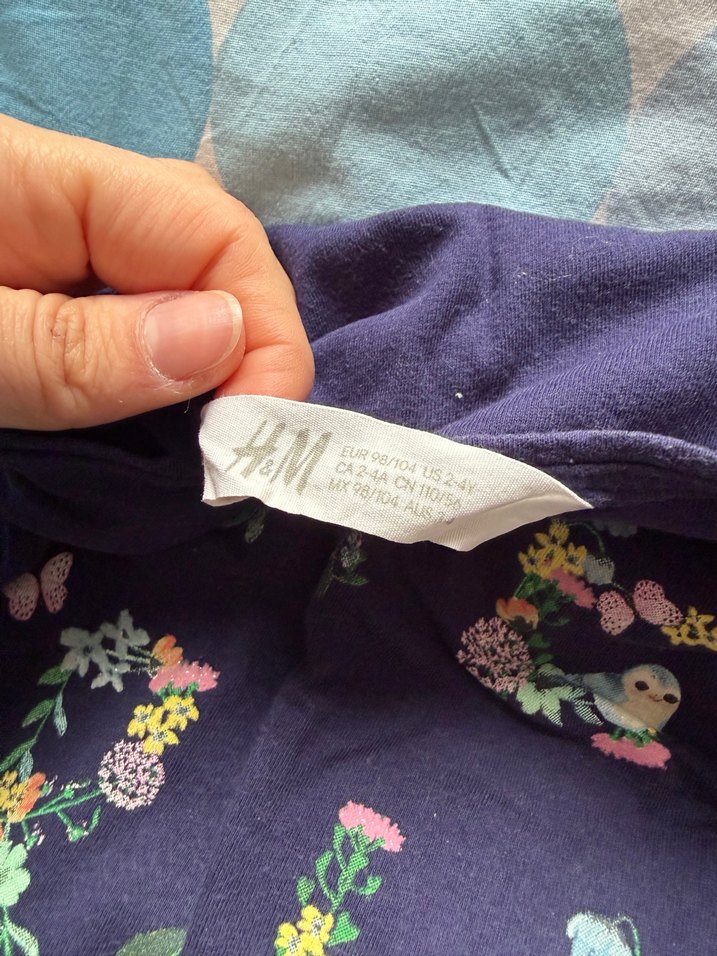 H&M
EUR 98/104 US 2-4Y
CA 2-4A CN 110/56
MX 98/104 AUS